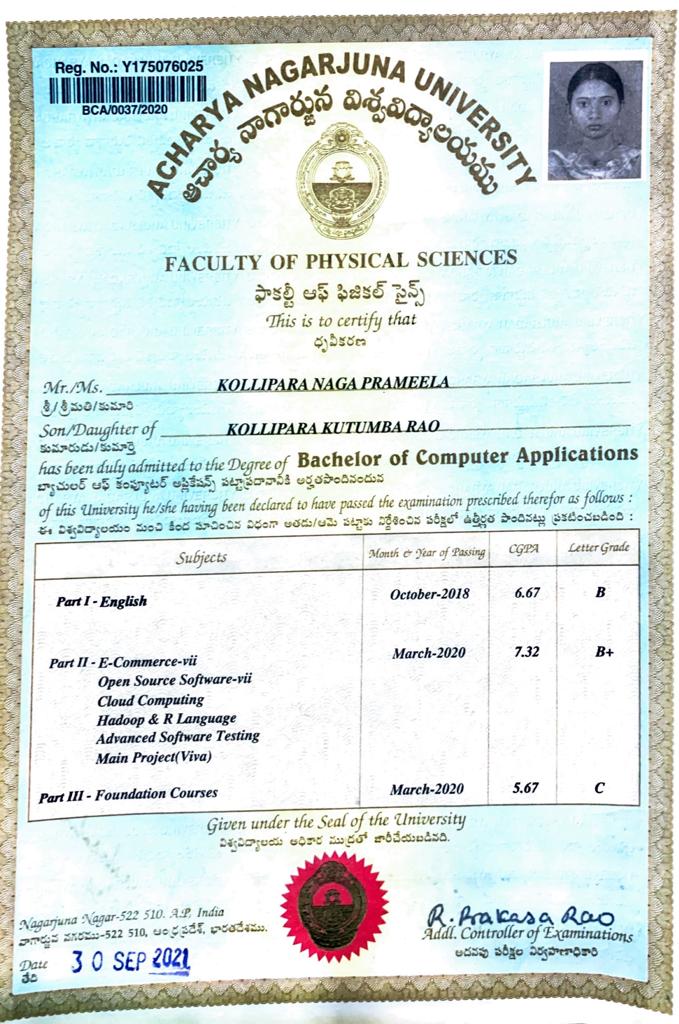 Reg. No.: Y175076025
BCA/0037/2020
ACHARYA NAGARJUNA UNIVERSITY
ఆచార్య నాగార్జున విశ్వవిద్యాలయము
FACULTY OF PHYSICAL SCIENCES
ఫాకల్టీ ఆఫ్ ఫిజికల్ సైన్స్
This is to certify that
ధృవీకరణ
Mr./Ms. KOLLIPARA NAGA PRAMEELA
శ్రీ/శ్రీమతి/కుమారి
Son/Daughter of KOLLIPARA KUTUMBA RAO
కుమారుడు/కుమార్తె
has been duly admitted to the Degree of Bachelor of Computer Applications
బ్యాచులర్ ఆఫ్ కంప్యూటర్ అప్లికేషన్స్ పట్టాప్రదానానికి అర్హతపొందినందున
of this University he/she having been declared to have passed the examination prescribed therefor as follows :
ఈ విశ్వవిద్యాలయం నుంచి కింద సూచించిన విధంగా అతడు/ఆమె పట్టాకు నిర్దేశించిన పరీక్షలో ఉత్తీర్ణత పొందినట్లు ప్రకటించబడింది :
Subjects Month & Year of Passing CGPA Letter Grade
Part I - English October-2018 6.67 B
Part II - E-Commerce-vii March-2020 7.32 B+
Open Source Software-vii
Cloud Computing
Hadoop & R Language
Advanced Software Testing
Main Project(Viva)
Part III - Foundation Courses March-2020 5.67 C
Given under the Seal of the University
విశ్వవిద్యాలయ అధికార ముద్రతో జారీచేయబడినది.
Nagarjuna Nagar-522 510. A.P. India
నాగార్జున నగరము-522 510, ఆంధ్రప్రదేశ్, భారతదేశము.
R. Prakasa Rao
Addl. Controller of Examinations
అదనపు పరీక్షల నిర్వహణాధికారి
Date 30 SEP 2021
తేది